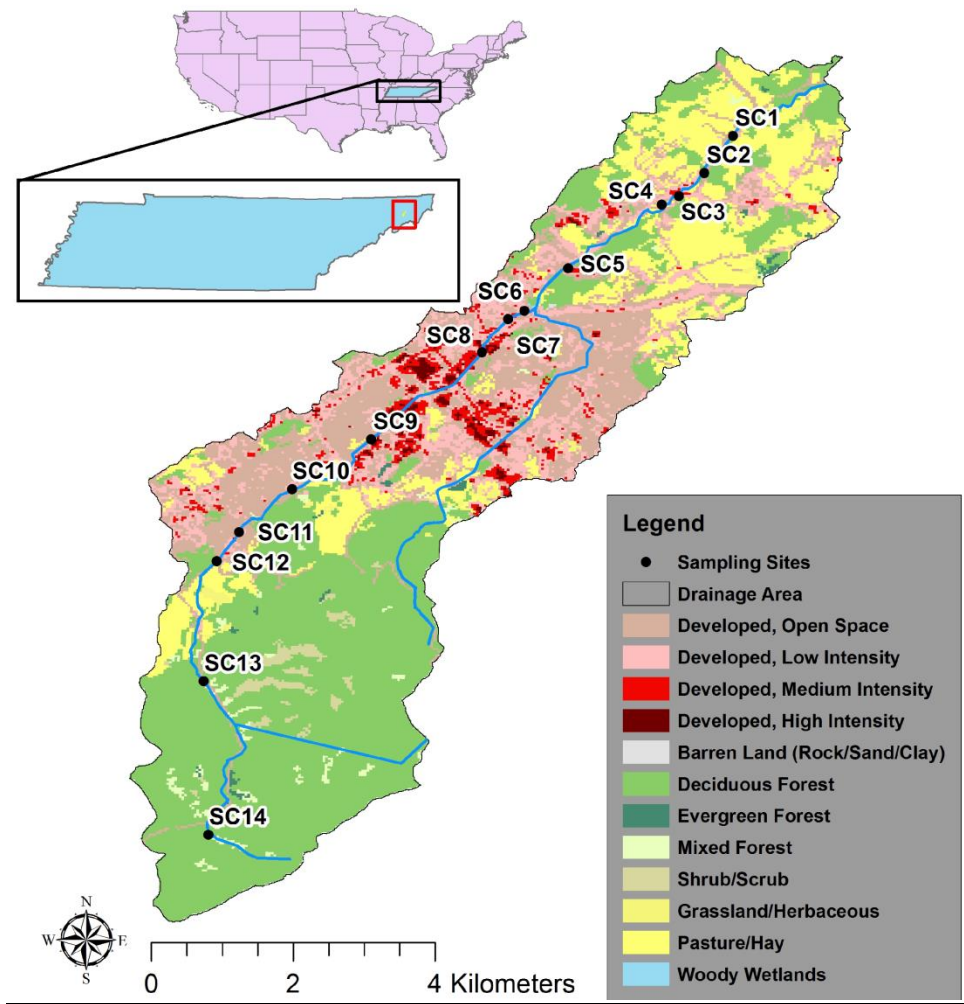 SC1
SC2
SC4
SC3
SC5
SC6
SC8
SC7
SC9
SC10
SC11
SC12
SC13
SC14
Legend
Sampling Sites
Drainage Area
Developed, Open Space
Developed, Low Intensity
Developed, Medium Intensity
Developed, High Intensity
Barren Land (Rock/Sand/Clay)
Deciduous Forest
Evergreen Forest
Mixed Forest
Shrub/Scrub
Grassland/Herbaceous
Pasture/Hay
Woody Wetlands
N
W E
S
0 2 4 Kilometers